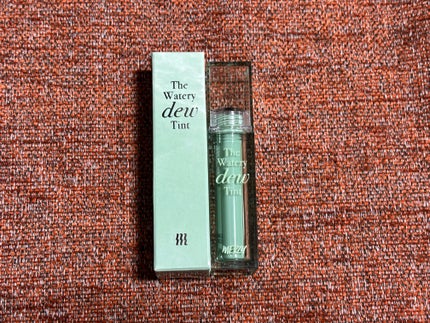 The
Watery
dew
Tint
The
Watery
dew
Tint
MERZY